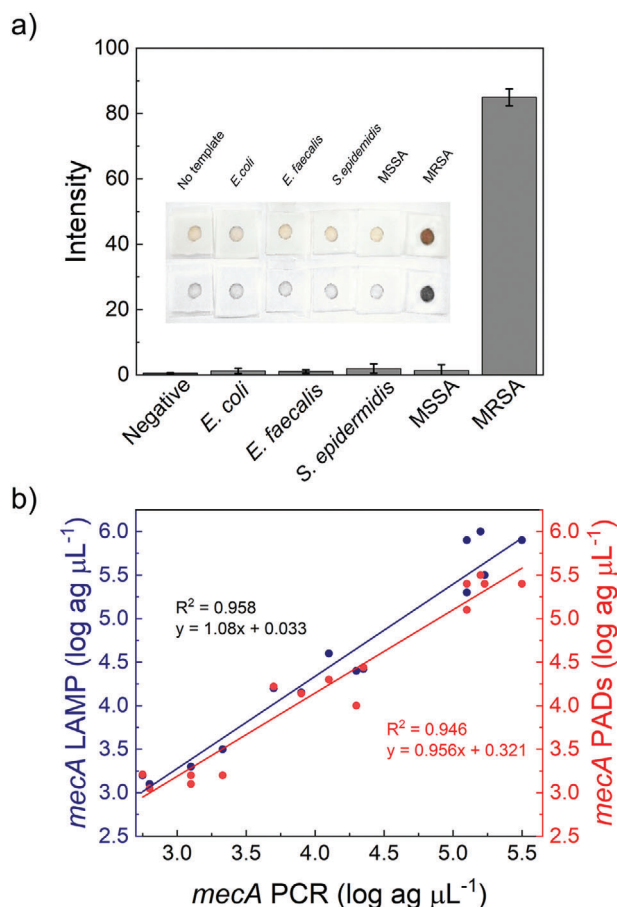 a)
100
80
60
40
20
0
Intensity
No template
E.coli
E. faecalis
S.epidermidis
MSSA
MRSA
Negative
E. coli
E. faecalis
S. epidermidis
MSSA
MRSA
b)
mecA LAMP (log ag μL⁻¹)
6.0
5.5
5.0
4.5
4.0
3.5
3.0
2.5
R² = 0.958
y = 1.08x + 0.033
R² = 0.946
y = 0.956x + 0.321
6.0
5.5
5.0
4.5
4.0
3.5
3.0
2.5
mecA PADs (log ag μL⁻¹)
3.0 3.5 4.0 4.5 5.0 5.5
mecA PCR (log ag μL⁻¹)